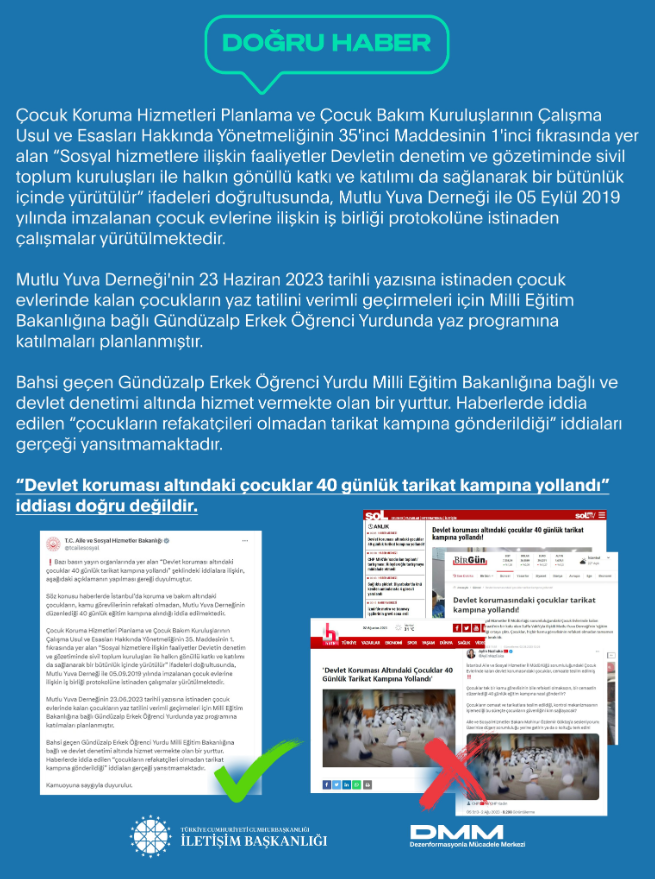 DOĞRU HABER
Çocuk Koruma Hizmetleri Planlama ve Çocuk Bakım Kuruluşlarının Çalışma
Usul ve Esasları Hakkında Yönetmeliğinin 35'inci Maddesinin 1'inci fıkrasında yer
alan “Sosyal hizmetlere ilişkin faaliyetler Devletin denetim ve gözetiminde sivil
toplum kuruluşları ile halkın gönüllü katkı ve katılımı da sağlanarak bir bütünlük
içinde yürütülür” ifadeleri doğrultusunda, Mutlu Yuva Derneği ile 05 Eylül 2019
yılında imzalanan çocuk evlerine ilişkin iş birliği protokolüne istinaden
çalışmalar yürütülmektedir.
Mutlu Yuva Derneği'nin 23 Haziran 2023 tarihli yazısına istinaden çocuk
evlerinde kalan çocukların yaz tatilini verimli geçirmeleri için Milli Eğitim
Bakanlığına bağlı Gündüzalp Erkek Öğrenci Yurdunda yaz programına
katılmaları planlanmıştır.
Bahsi geçen Gündüzalp Erkek Öğrenci Yurdu Milli Eğitim Bakanlığına bağlı ve
devlet denetimi altında hizmet vermekte olan bir yurttur. Haberlerde iddia
edilen “çocukların refakatçileri olmadan tarikat kampına gönderildiği” iddiaları
gerçeği yansıtmamaktadır.
“Devlet koruması altındaki çocuklar 40 günlük tarikat kampına yollandı”
iddiası doğru değildir.
T.C. Aile ve Sosyal Hizmetler Bakanlığı
@tcailesosyal
Bazı basın yayın organlarında yer alan “Devlet koruması altındaki
çocuklar 40 günlük tarikat kampına yollandı” şeklindeki iddialara ilişkin,
aşağıdaki açıklamanın yapılması gereği duyulmuştur.
Söz konusu haberlerde İstanbul'da koruma ve bakım altındaki
çocukların, kamu görevlilerinin refakati olmadan, Mutlu Yuva Derneğinin
düzenlediği 40 günlük eğitim kampına alındığı iddia edilmektedir.
Çocuk Koruma Hizmetleri Planlama ve Çocuk Bakım Kuruluşlarının
Çalışma Usul ve Esasları Hakkında Yönetmeliğinin 35. Maddesinin 1.
fıkrasında yer alan “Sosyal hizmetlere ilişkin faaliyetler Devletin denetim
ve gözetiminde sivil toplum kuruluşları ile halkın gönüllü katkı ve katılımı
da sağlanarak bir bütünlük içinde yürütülür” ifadeleri doğrultusunda,
Mutlu Yuva Derneği ile 05.09.2019 yılında imzalanan çocuk evlerine
ilişkin iş birliği protokolüne istinaden çalışmalar yürütülmektedir.
Mutlu Yuva Derneğinin 23.06.2023 tarihli yazısına istinaden çocuk
evlerinde kalan çocukların yaz tatilini verimli geçirmeleri için Milli Eğitim
Bakanlığına bağlı Gündüzalp Erkek Öğrenci Yurdunda yaz programına
katılmaları planlanmıştır.
Bahsi geçen Gündüzalp Erkek Öğrenci Yurdu Milli Eğitim Bakanlığına
bağlı ve devlet denetimi altında hizmet vermekte olan bir yurttur.
Haberlerde iddia edilen “çocukların refakatçileri olmadan tarikat
kampına gönderildiği” iddiaları gerçeği yansıtmamaktadır.
Kamuoyuna saygıyla duyurulur.
sol
ANLIK
Devlet koruması altındaki çocuklar 40 günlük tarikat
kampına yollandı!
BirGün
Devlet korumasındaki çocuklar tarikat
kampına yollandı!
TÜRKİYE YAZARLAR EKONOMİ SPOR YAŞAM DÜNYA
'Devlet Koruması Altındaki Çocuklar 40
Günlük Tarikat Kampına Yollandı'
TÜRKİYE CUMHURİYETİ CUMHURBAŞKANLIĞI
İLETİŞİM BAŞKANLIĞI
DMM
Dezenformasyonla Mücadele Merkezi